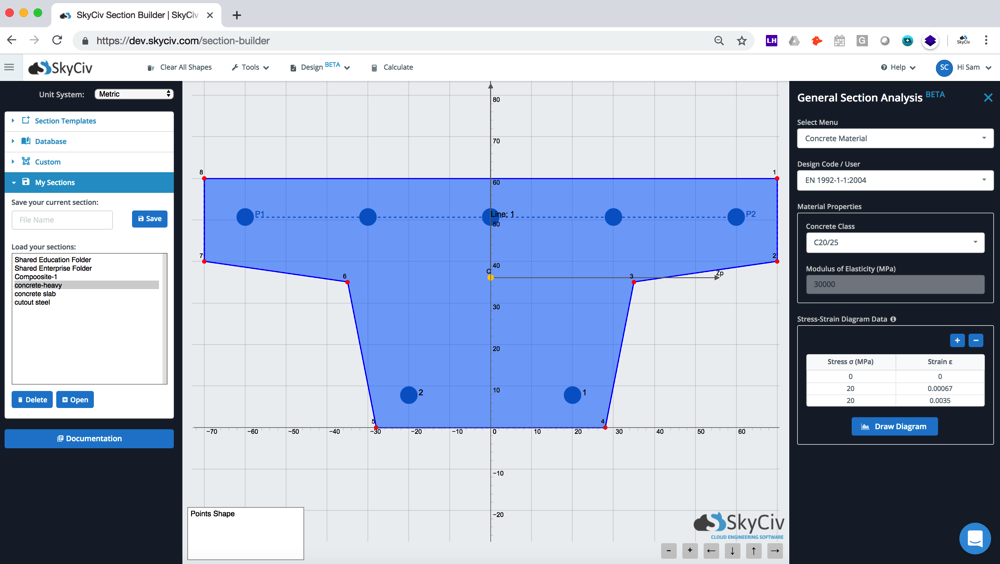 SkyCiv Section Builder | SkyCiv
https://dev.skyciv.com/section-builder
LH
SkyCiv
Clear All Shapes
Tools
Design BETA
Calculate
Help
SC
Hi Sam
Unit System:
Metric
Section Templates
Database
Custom
My Sections
Save your current section:
File Name
Save
Load your sections:
Shared Education Folder
Shared Enterprise Folder
Compoosite-1
concrete-heavy
concrete slab
cutout steel
Delete
Open
Documentation
80
70
60
50
40
30
20
10
-10
-20
-70 -60 -50 -40 -30 -20 -10 0 10 20 30 40 50 60
8
1
P1
Line: 1
P2
7
2
6
C
3
Zp
2
1
5
4
Points Shape
SkyCiv
CLOUD ENGINEERING SOFTWARE
General Section Analysis BETA
Select Menu
Concrete Material
Design Code / User
EN 1992-1-1:2004
Material Properties
Concrete Class
C20/25
Modulus of Elasticity (MPa)
30000
Stress-Strain Diagram Data
Stress σ (MPa) Strain ε
0 0
20 0.00067
20 0.0035
Draw Diagram